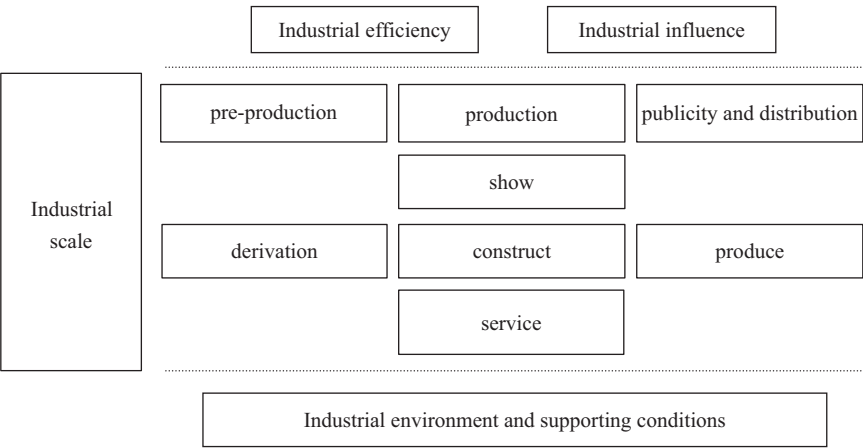 Industrial efficiency
Industrial influence
Industrial
scale
pre-production
production
publicity and distribution
show
derivation
construct
produce
service
Industrial environment and supporting conditions